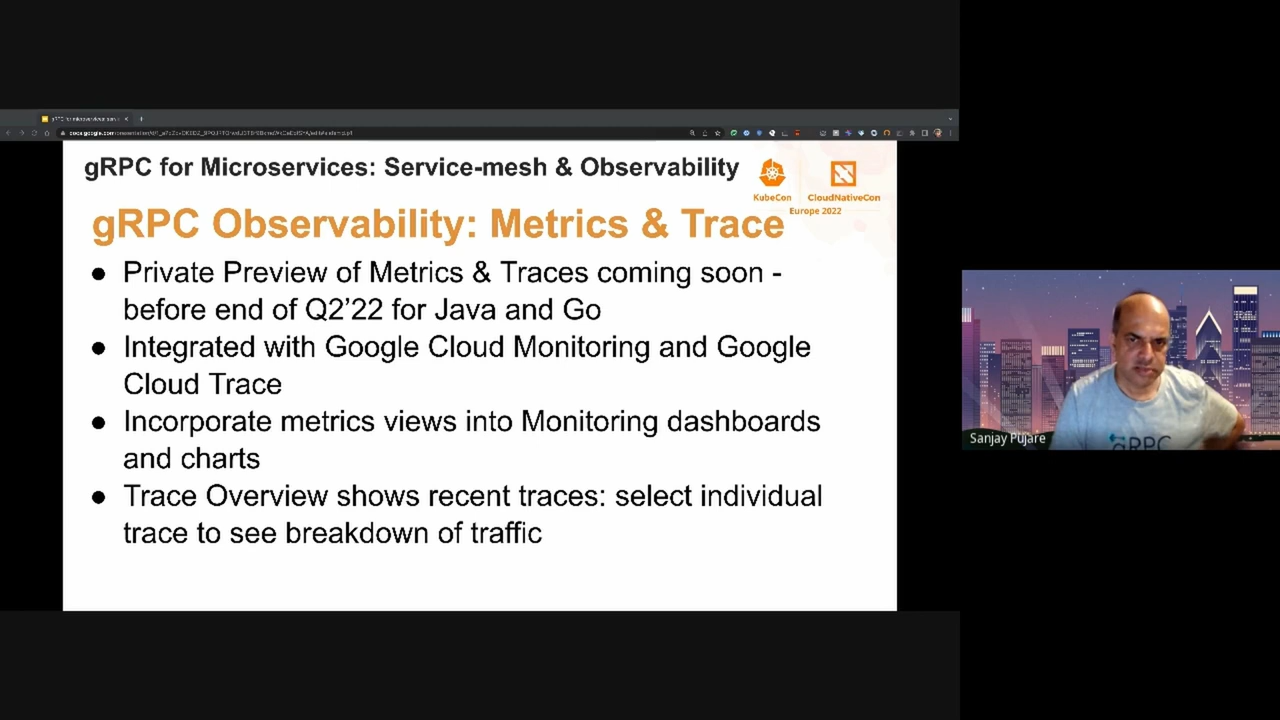 gRPC for Microservices: Service-mesh & Observability
KubeCon
CloudNativeCon
Europe 2022
gRPC Observability: Metrics & Trace
● Private Preview of Metrics & Traces coming soon -
before end of Q2’22 for Java and Go
● Integrated with Google Cloud Monitoring and Google
Cloud Trace
● Incorporate metrics views into Monitoring dashboards
and charts
● Trace Overview shows recent traces: select individual
trace to see breakdown of traffic
Sanjay Pujare
gRPC